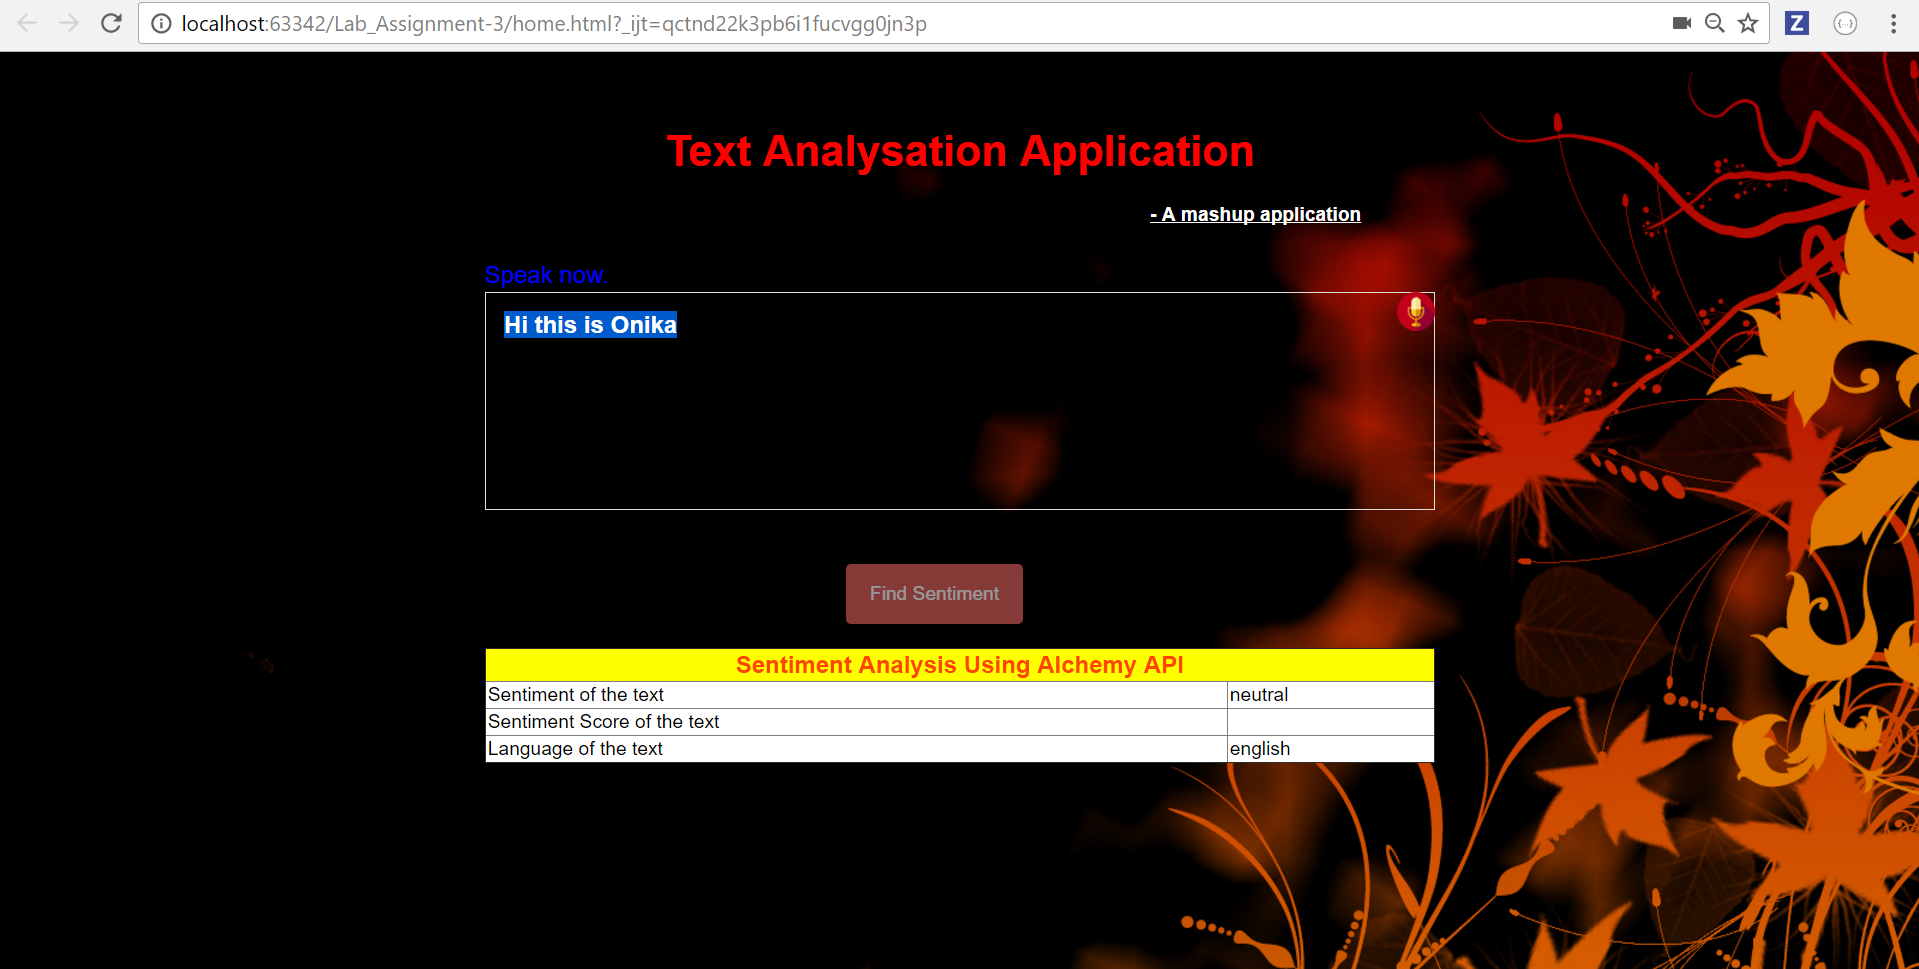 localhost:63342/Lab_Assignment-3/home.html?_ijt=qctnd22k3pb6i1fucvgg0jn3p
Z
{...}
Text Analysation Application
- A mashup application
Speak now.
Hi this is Onika
Find Sentiment
Sentiment Analysis Using Alchemy API
Sentiment of the text neutral
Sentiment Score of the text
Language of the text english